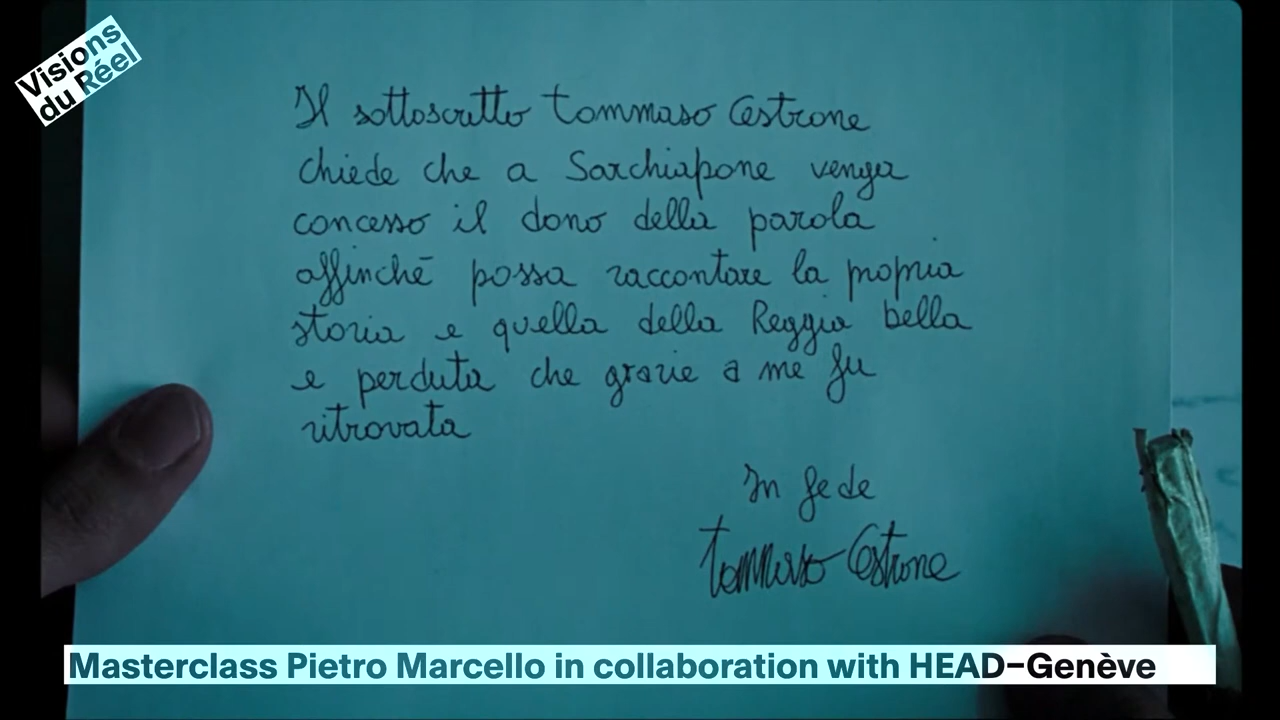 Visions
du Réel
Il sottoscritto Tommaso Cestrone
chiede che a Sarchiapone venga
concesso il dono della parola
affinché possa raccontare la propria
storia e quella della Reggia bella
e perduta che grazie a me fu
ritrovata
In fede
Tommaso Cestrone
Masterclass Pietro Marcello in collaboration with HEAD–Genève